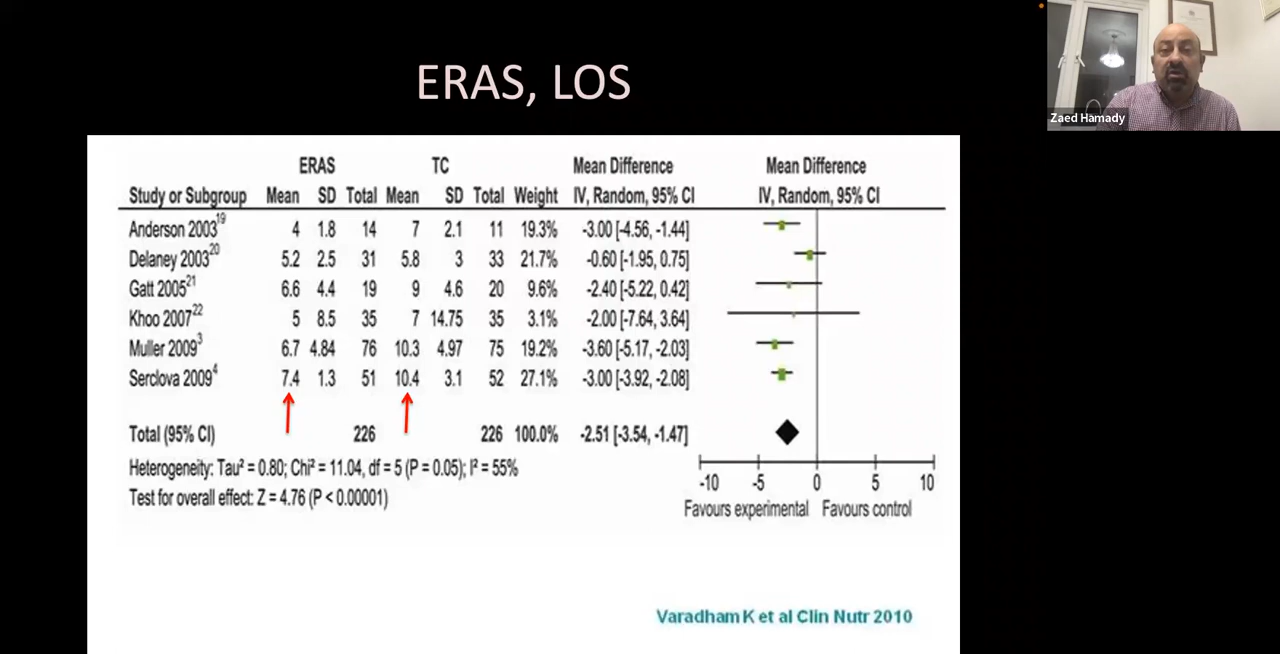 Zaed Hamady
ERAS, LOS
ERAS TC Mean Difference Mean Difference
Study or Subgroup Mean SD Total Mean SD Total Weight IV, Random, 95% CI IV, Random, 95% CI
Anderson 2003¹⁹ 4 1.8 14 7 2.1 11 19.3% -3.00 [-4.56, -1.44]
Delaney 2003²⁰ 5.2 2.5 31 5.8 3 33 21.7% -0.60 [-1.95, 0.75]
Gatt 2005²¹ 6.6 4.4 19 9 4.6 20 9.6% -2.40 [-5.22, 0.42]
Khoo 2007²² 5 8.5 35 7 14.75 35 3.1% -2.00 [-7.64, 3.64]
Muller 2009³ 6.7 4.84 76 10.3 4.97 75 19.2% -3.60 [-5.17, -2.03]
Serclova 2009⁴ 7.4 1.3 51 10.4 3.1 52 27.1% -3.00 [-3.92, -2.08]
Total (95% CI) 226 226 100.0% -2.51 [-3.54, -1.47]
Heterogeneity: Tau² = 0.80; Chi² = 11.04, df = 5 (P = 0.05); I² = 55%
Test for overall effect: Z = 4.76 (P < 0.00001)
-10 -5 0 5 10
Favours experimental Favours control
Varadham K et al Clin Nutr 2010